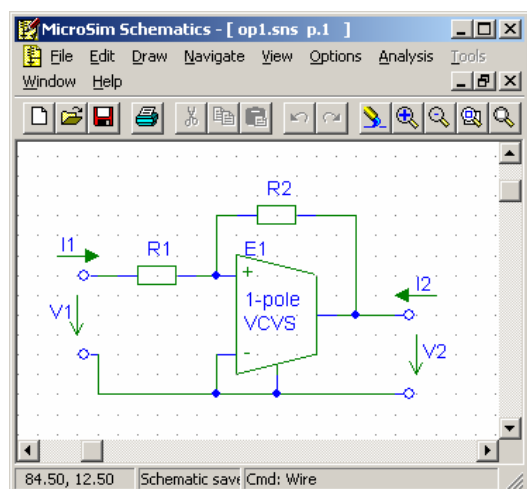 MicroSim Schematics - [ op1.sns p.1 ]
File Edit Draw Navigate View Options Analysis Tools
Window Help
R2
I1
R1
E1
+
1-pole
VCVS
I2
V1
-
V2
84.50, 12.50 Schematic save Cmd: Wire